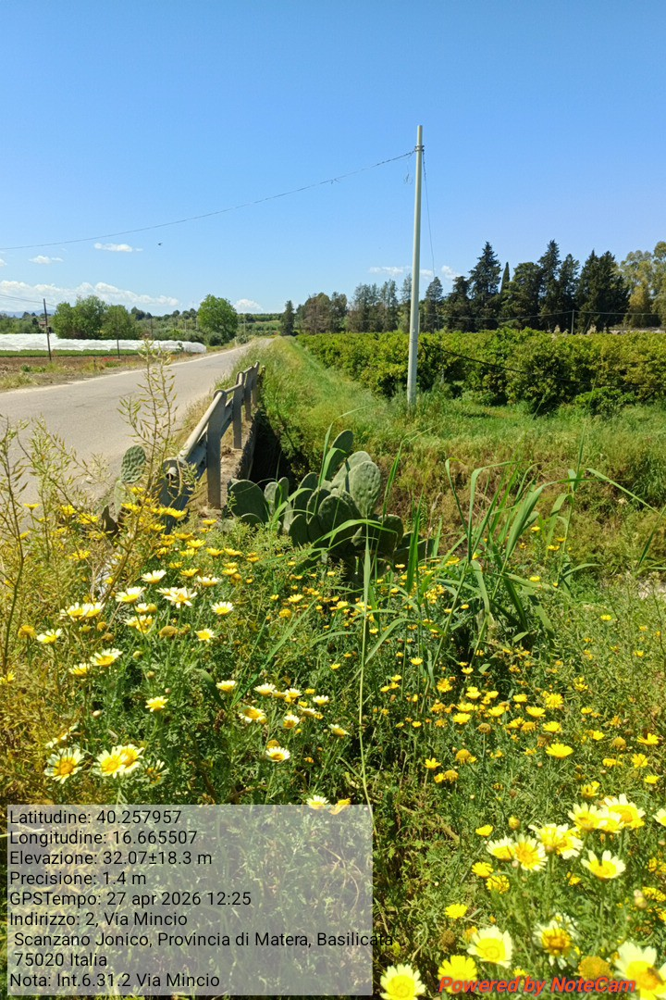 Latitudine: 40.257957
Longitudine: 16.665507
Elevazione: 32.07±18.3 m
Precisione: 1.4 m
GPSTempo: 27 apr 2026 12:25
Indirizzo: 2, Via Mincio
Scanzano Jonico, Provincia di Matera, Basilicata
75020 Italia
Nota: Int.6.31.2 Via Mincio
Powered by NoteCam